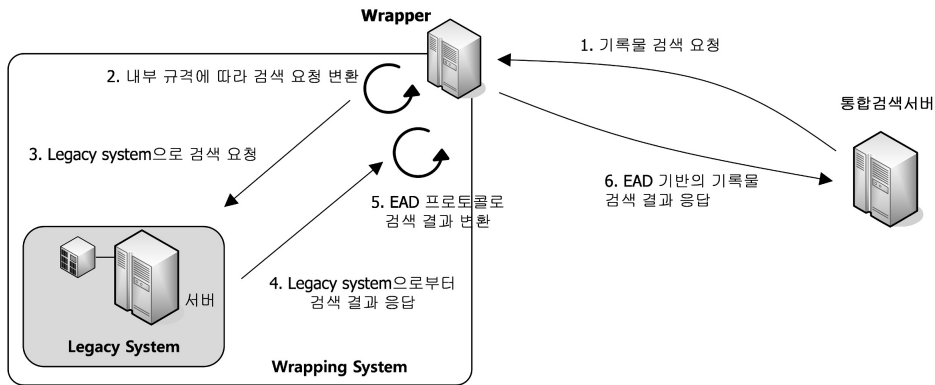 Wrapper
1. 기록물 검색 요청
2. 내부 규격에 따라 검색 요청 변환
통합검색서버
3. Legacy system으로 검색 요청
5. EAD 프로토콜로
검색 결과 변환
6. EAD 기반의 기록물
검색 결과 응답
4. Legacy system으로부터
검색 결과 응답
서버
Legacy System
Wrapping System